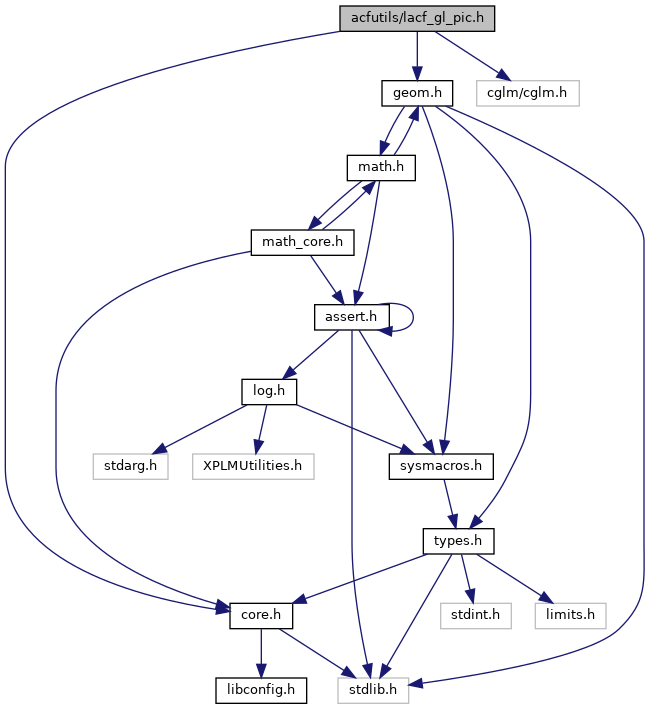 acfutils/lacf_gl_pic.h
geom.h
cglm/cglm.h
math.h
math_core.h
assert.h
log.h
stdarg.h
XPLMUtilities.h
sysmacros.h
types.h
core.h
stdint.h
limits.h
libconfig.h
stdlib.h